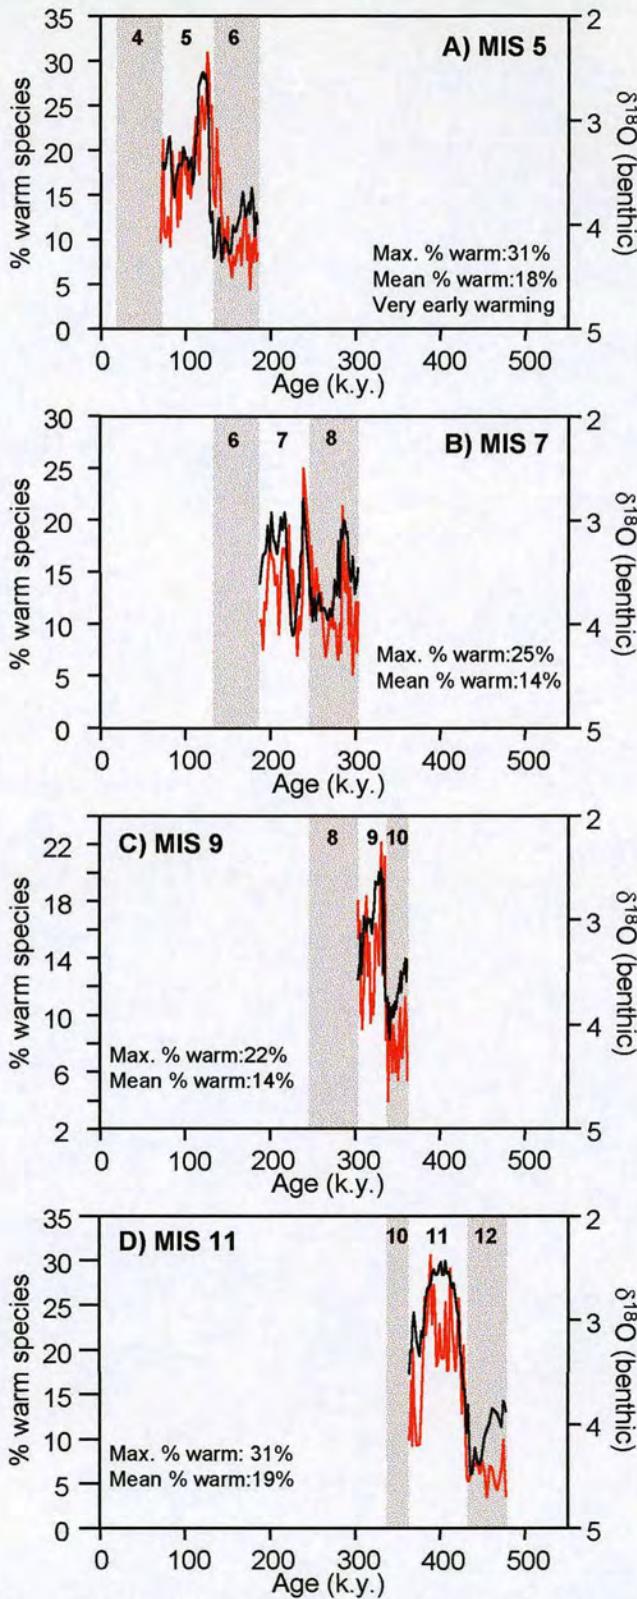 A) MIS 5
4 5 6
% warm species
35
30
25
20
15
10
5
0
2
3
4
5
δ18O (benthic)
Max. % warm:31%
Mean % warm:18%
Very early warming
0 100 200 300 400 500
Age (k.y.)
B) MIS 7
6 7 8
% warm species
30
25
20
15
10
5
0
2
3
4
5
δ18O (benthic)
Max. % warm:25%
Mean % warm:14%
0 100 200 300 400 500
Age (k.y.)
C) MIS 9
8 9 10
% warm species
22
18
14
10
6
2
2
3
4
5
δ18O (benthic)
Max. % warm:22%
Mean % warm:14%
0 100 200 300 400 500
Age (k.y.)
D) MIS 11
10 11 12
% warm species
35
30
25
20
15
10
5
0
2
3
4
5
δ18O (benthic)
Max. % warm: 31%
Mean % warm:19%
0 100 200 300 400 500
Age (k.y.)